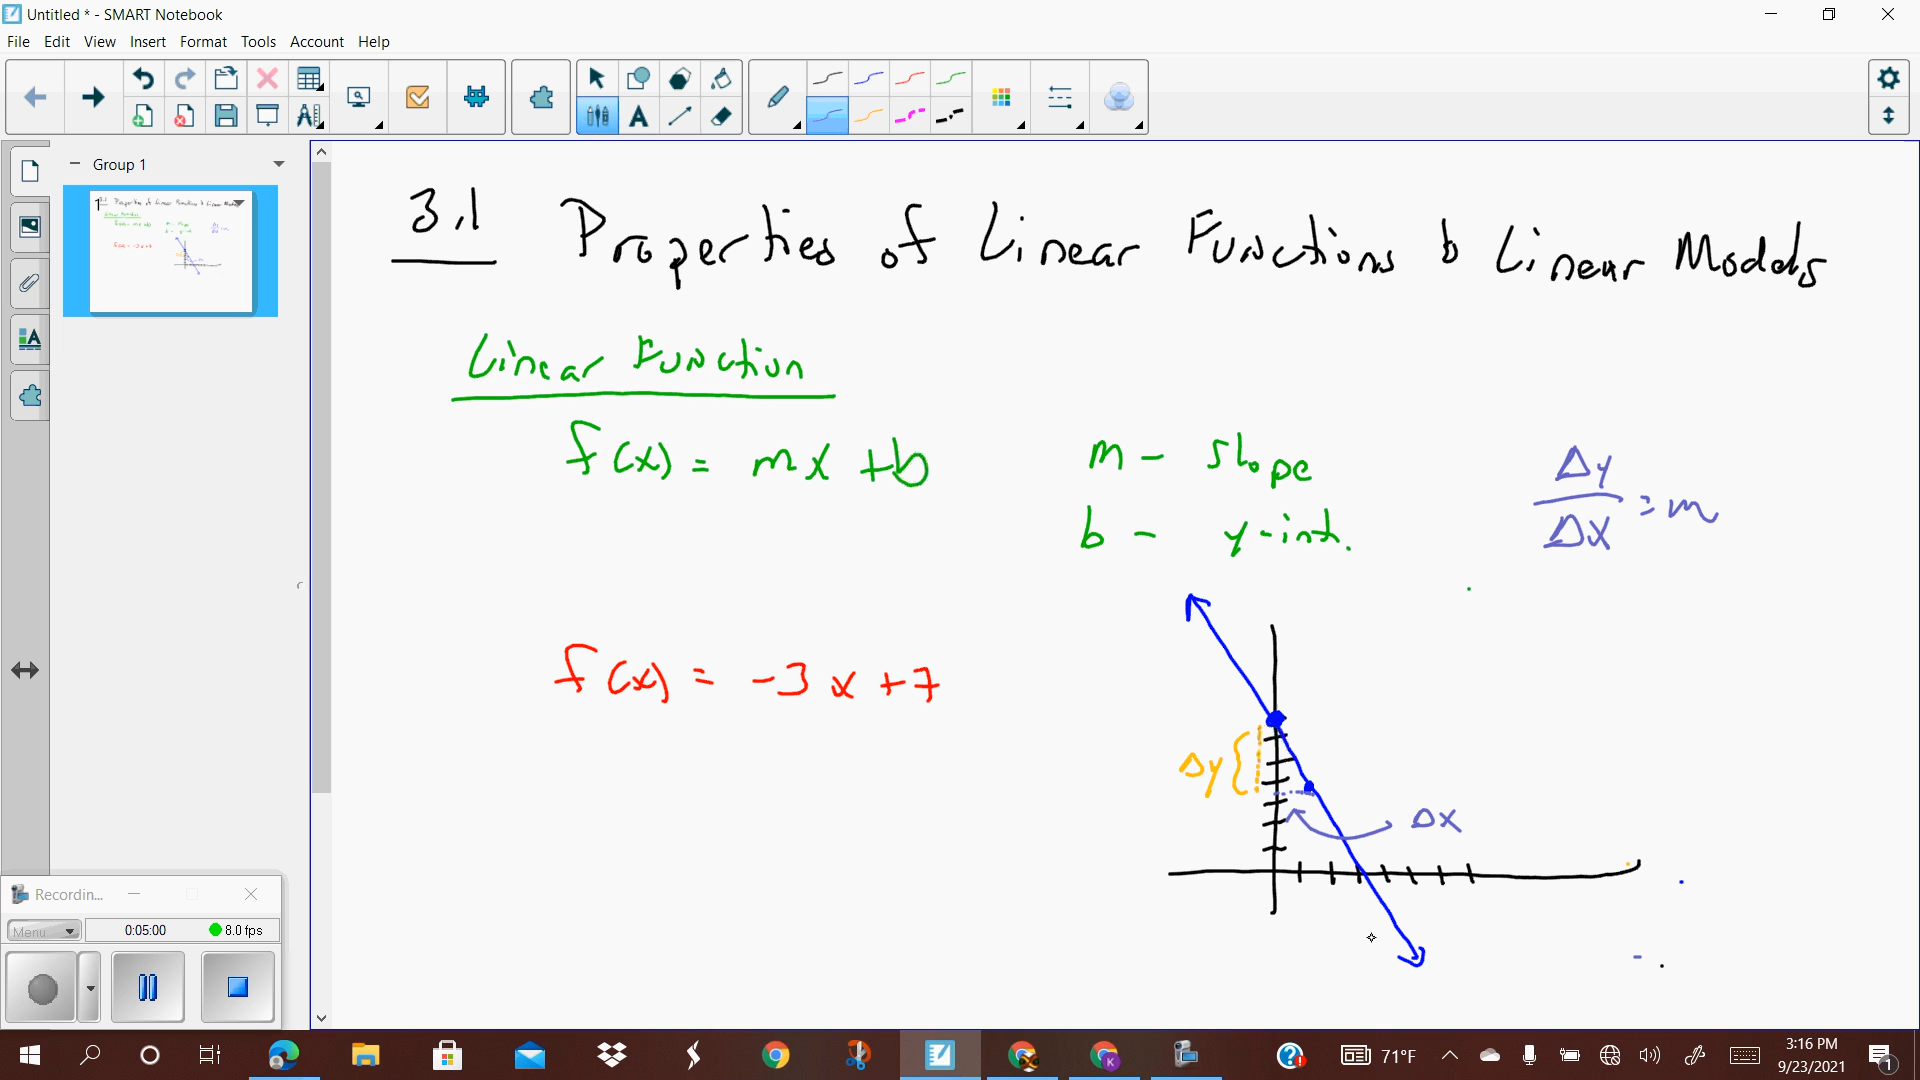 Untitled * - SMART Notebook
File Edit View Insert Format Tools Account Help
Group 1
1
3.1 Properties of Linear Functions & Linear Models
Linear Function
f(x) = mx + b
m - slope
b - y-int.
Δy
ΔX = m
f(x) = -3x + 7
Δy
ΔX
Recordin...
Menu
0:05:00
8.0 fps
71°F
3:16 PM
9/23/2021
1